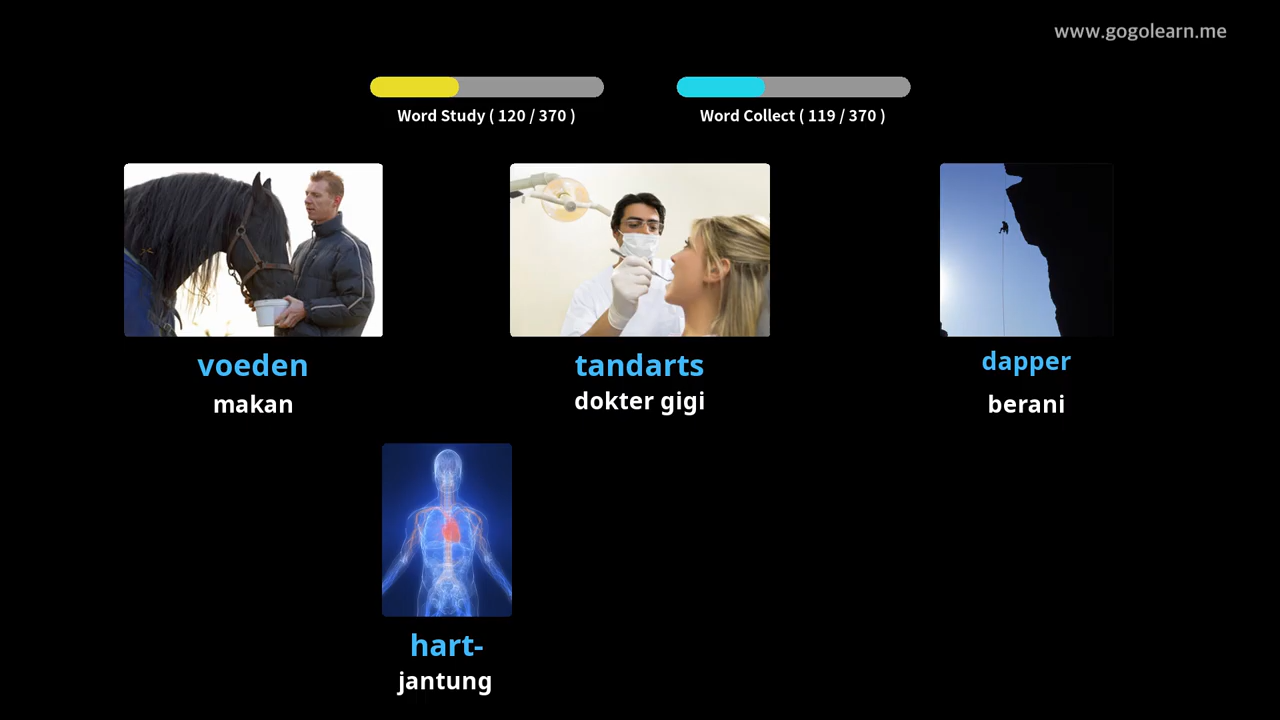 www.gogolearn.me
Word Study ( 120 / 370 )
Word Collect ( 119 / 370 )
voeden
makan
tandarts
dokter gigi
dapper
berani
hart-
jantung